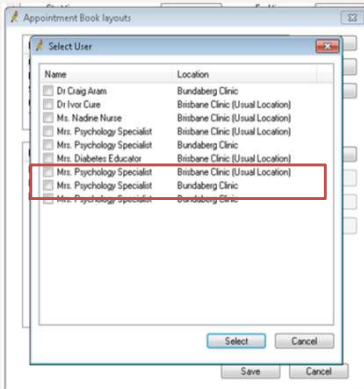 Appointment Book layouts
Select User
Name Location
Dr Craig Aram Bundaberg Clinic
Dr Ivor Cure Brisbane Clinic (Usual Location)
Ms. Nadine Nurse Brisbane Clinic (Usual Location)
Mrs. Psychology Specialist Brisbane Clinic (Usual Location)
Mrs. Psychology Specialist Bundaberg Clinic
Mrs. Diabetes Educator Brisbane Clinic (Usual Location)
Mrs. Psychology Specialist Brisbane Clinic (Usual Location)
Mrs. Psychology Specialist Bundaberg Clinic
Mrs. Psychology Specialist Bundaberg Clinic
Select Cancel
Save Cancel